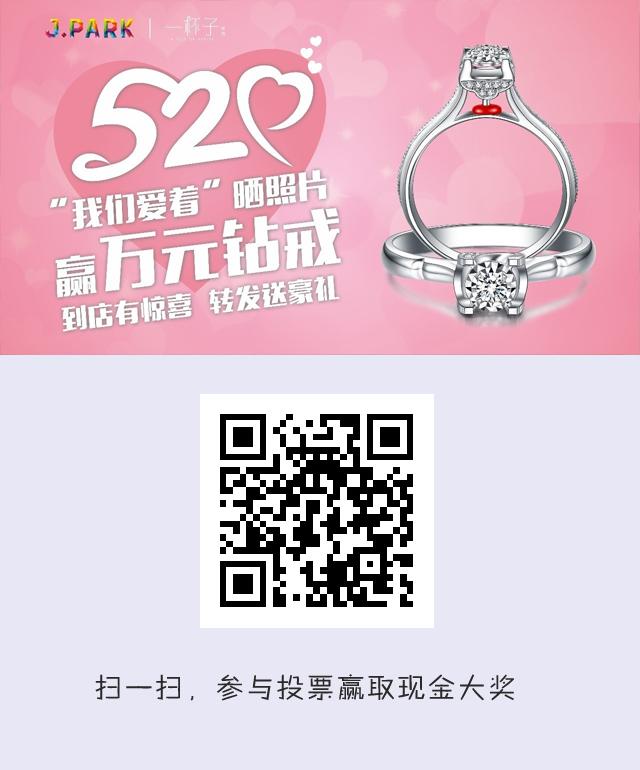 J.PARK | 一杯子
520
“我们爱着”晒照片
赢万元钻戒
到店有惊喜 转发送豪礼
扫一扫，参与投票赢取现金大奖